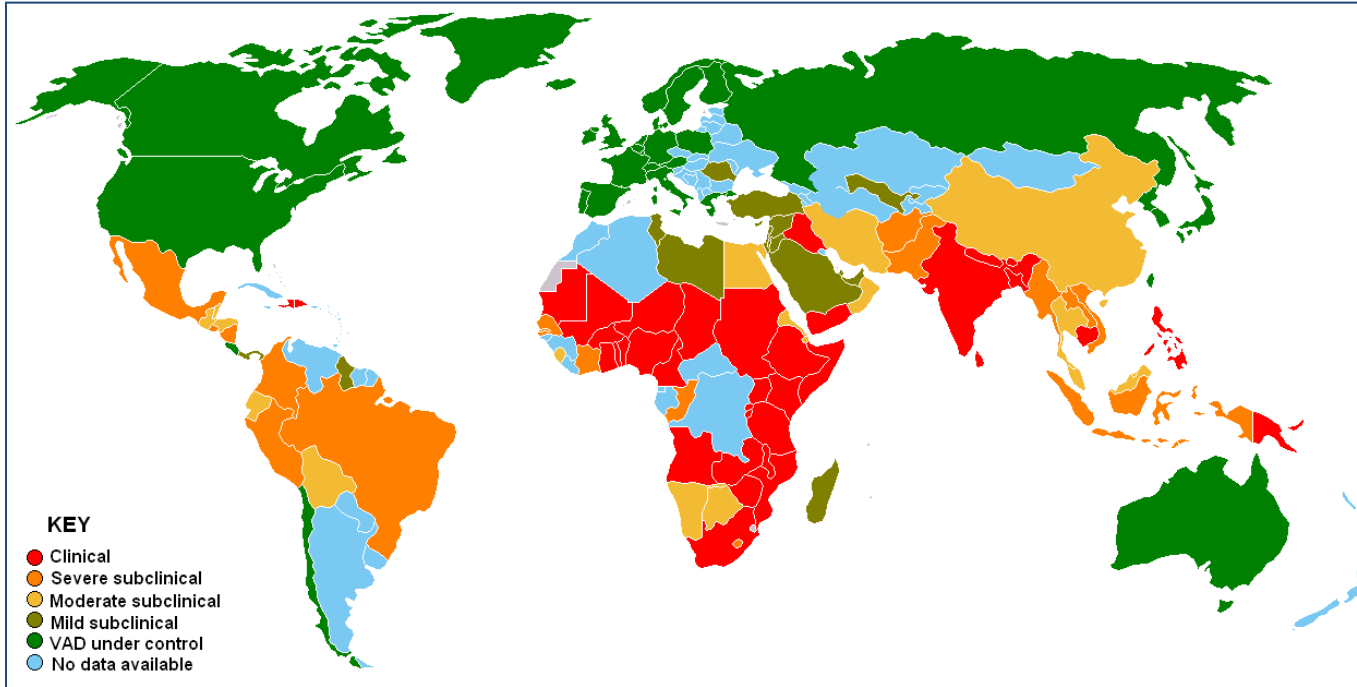 KEY
Clinical
Severe subclinical
Moderate subclinical
Mild subclinical
VAD under control
No data available